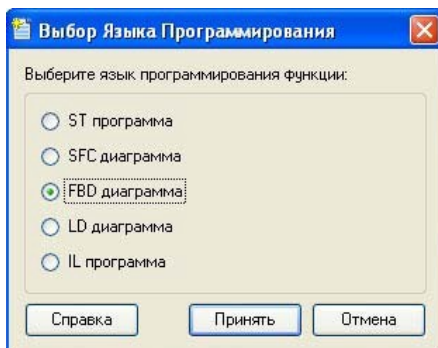 Выбор Языка Программирования
Выберите язык программирования функции:
ST программа
SFC диаграмма
FBD диаграмма
LD диаграмма
IL программа
Справка Принять Отмена